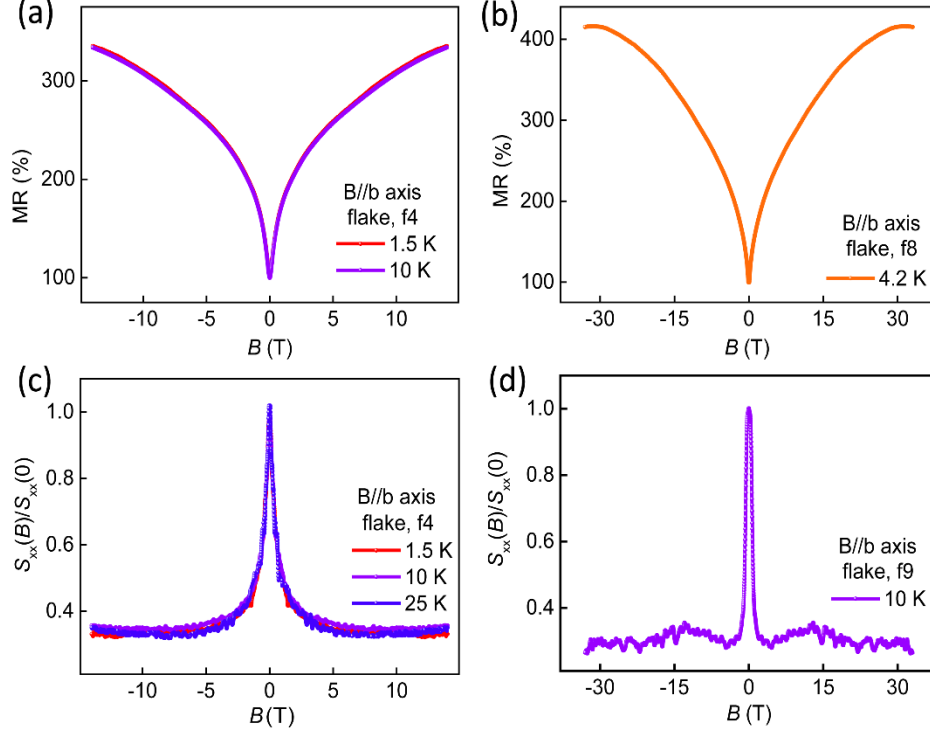 (a)
MR (%)
300
200
100
-10
-5
0
5
10
B (T)
B//b axis
flake, f4
1.5 K
10 K
(b)
MR (%)
400
300
200
100
-30
-15
0
15
30
B (T)
B//b axis
flake, f8
4.2 K
(c)
Sxx(B)/Sxx(0)
1.0
0.8
0.6
0.4
-10
-5
0
5
10
B (T)
B//b axis
flake, f4
1.5 K
10 K
25 K
(d)
Sxx(B)/Sxx(0)
1.0
0.8
0.6
0.4
-30
-15
0
15
30
B (T)
B//b axis
flake, f9
10 K